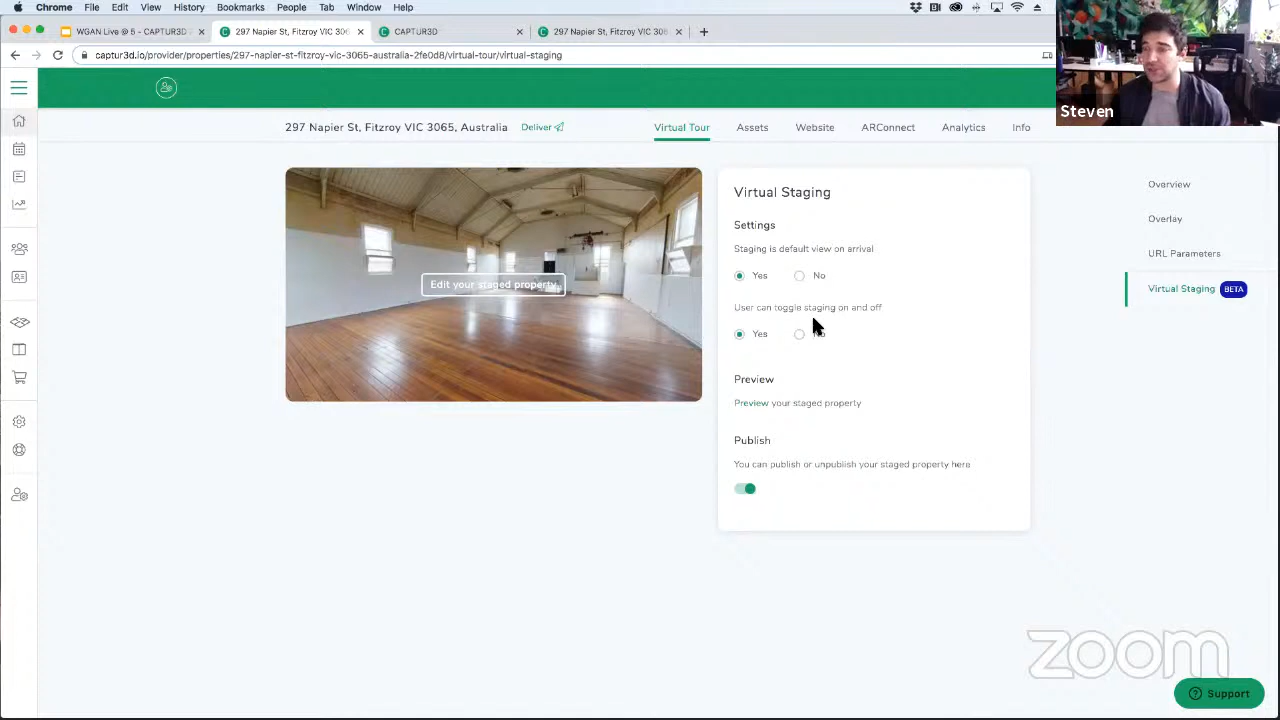 Chrome File Edit View History Bookmarks People Tab Window Help
WGAN Live @ 5 - CAPTUR3D
297 Napier St, Fitzroy VIC 306
CAPTUR3D
297 Napier St, Fitzroy VIC 306
captur3d.io/provider/properties/297-napier-st-fitzroy-vic-3065-australia-2fe0d8/virtual-tour/virtual-staging
Steven
297 Napier St, Fitzroy VIC 3065, Australia Deliver
Virtual Tour Assets Website ARConnect Analytics Info
Virtual Staging
Settings
Staging is default view on arrival
Yes No
User can toggle staging on and off
Yes
Preview
Preview your staged property
Publish
You can publish or unpublish your staged property here
Edit your staged property
Overview
Overlay
URL Parameters
Virtual Staging BETA
zoom
Support